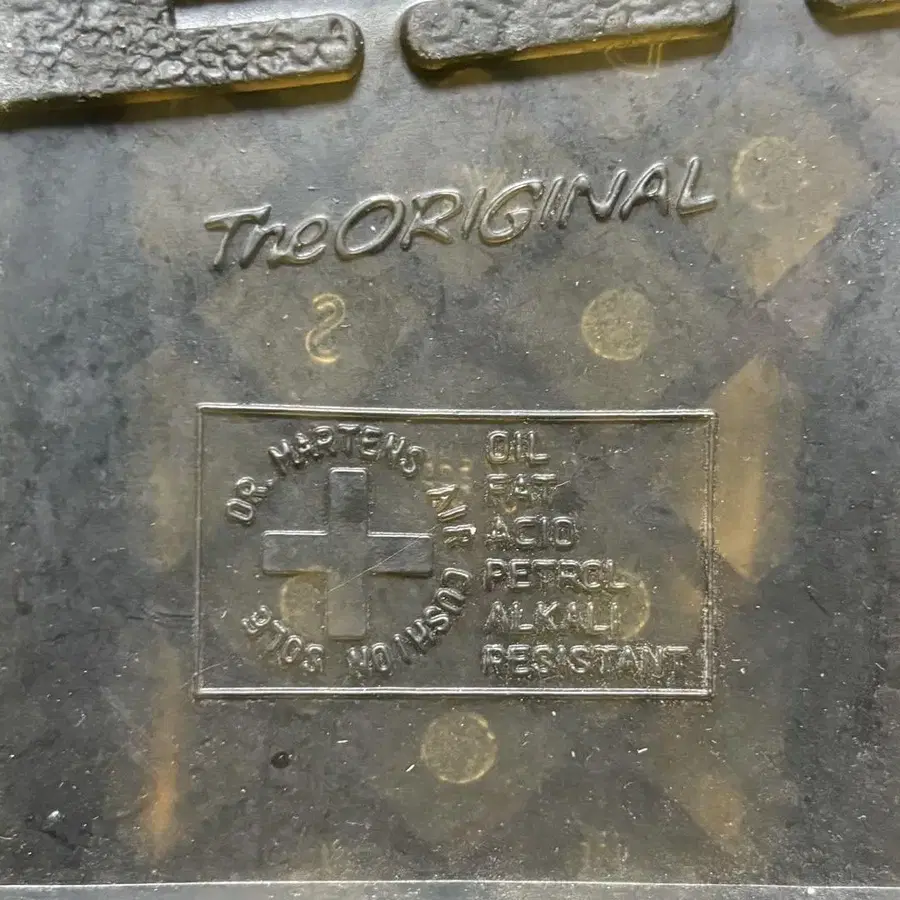 The ORIGINAL
DR. MARTENS AIR CUSHION SOLE
OIL
FAT
ACID
PETROL
ALKALI
RESISTANT